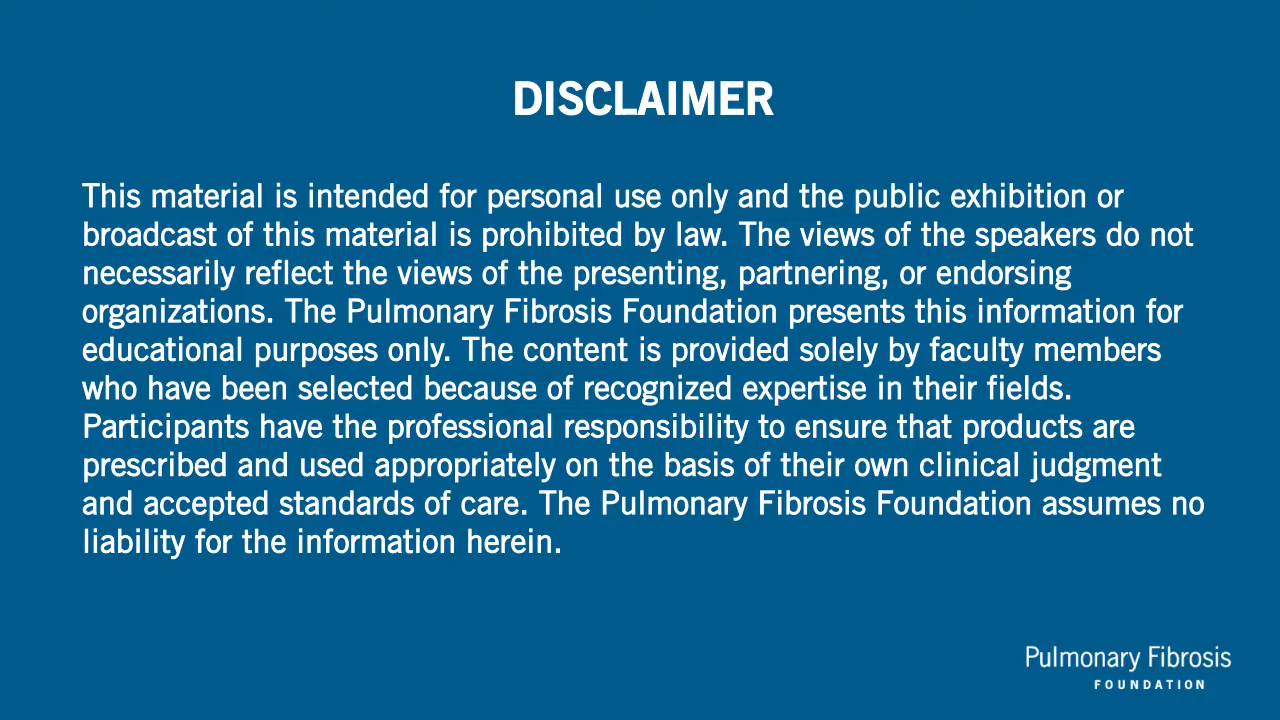 DISCLAIMER
This material is intended for personal use only and the public exhibition or
broadcast of this material is prohibited by law. The views of the speakers do not
necessarily reflect the views of the presenting, partnering, or endorsing
organizations. The Pulmonary Fibrosis Foundation presents this information for
educational purposes only. The content is provided solely by faculty members
who have been selected because of recognized expertise in their fields.
Participants have the professional responsibility to ensure that products are
prescribed and used appropriately on the basis of their own clinical judgment
and accepted standards of care. The Pulmonary Fibrosis Foundation assumes no
liability for the information herein.
Pulmonary Fibrosis
FOUNDATION